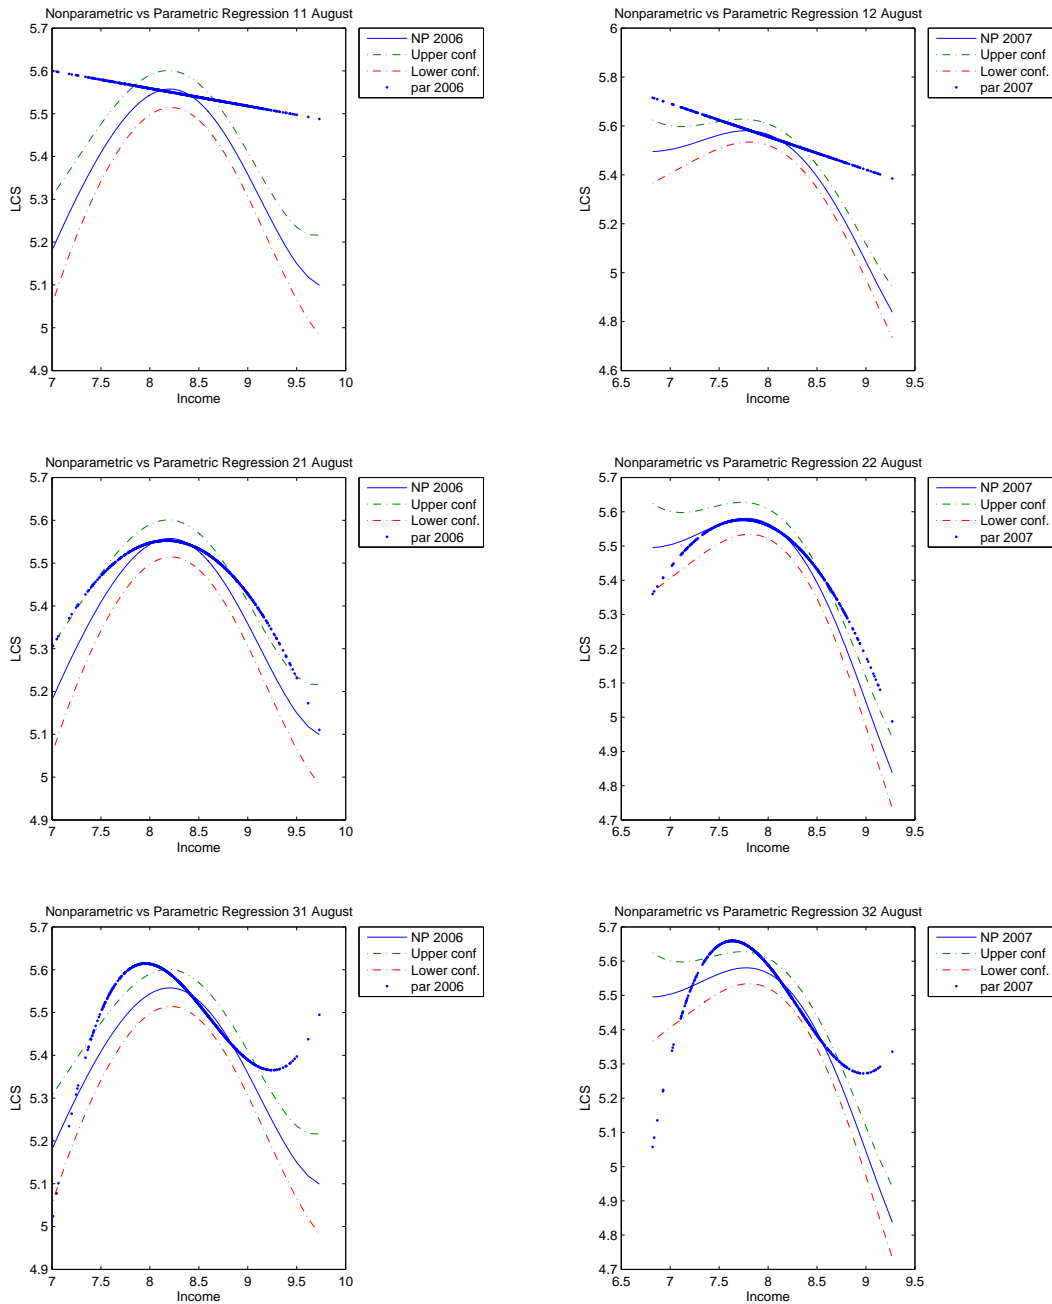 Nonparametric vs Parametric Regression 11 August
5.7
5.6
5.5
5.4
5.3
5.2
5.1
5
4.9
LCS
7
7.5
8
8.5
9
9.5
10
Income
NP 2006
Upper conf
Lower conf.
par 2006
Nonparametric vs Parametric Regression 12 August
6
5.8
5.6
5.4
5.2
5
4.8
4.6
LCS
6.5
7
7.5
8
8.5
9
9.5
Income
NP 2007
Upper conf
Lower conf.
par 2007
Nonparametric vs Parametric Regression 21 August
5.7
5.6
5.5
5.4
5.3
5.2
5.1
5
4.9
LCS
7
7.5
8
8.5
9
9.5
10
Income
NP 2006
Upper conf
Lower conf.
par 2006
Nonparametric vs Parametric Regression 22 August
5.7
5.6
5.5
5.4
5.3
5.2
5.1
5
4.9
4.8
4.7
LCS
6.5
7
7.5
8
8.5
9
9.5
Income
NP 2007
Upper conf
Lower conf.
par 2007
Nonparametric vs Parametric Regression 31 August
5.7
5.6
5.5
5.4
5.3
5.2
5.1
5
4.9
LCS
7
7.5
8
8.5
9
9.5
10
Income
NP 2006
Upper conf
Lower conf.
par 2006
Nonparametric vs Parametric Regression 32 August
5.7
5.6
5.5
5.4
5.3
5.2
5.1
5
4.9
4.8
4.7
LCS
6.5
7
7.5
8
8.5
9
9.5
Income
NP 2007
Upper conf
Lower conf.
par 2007